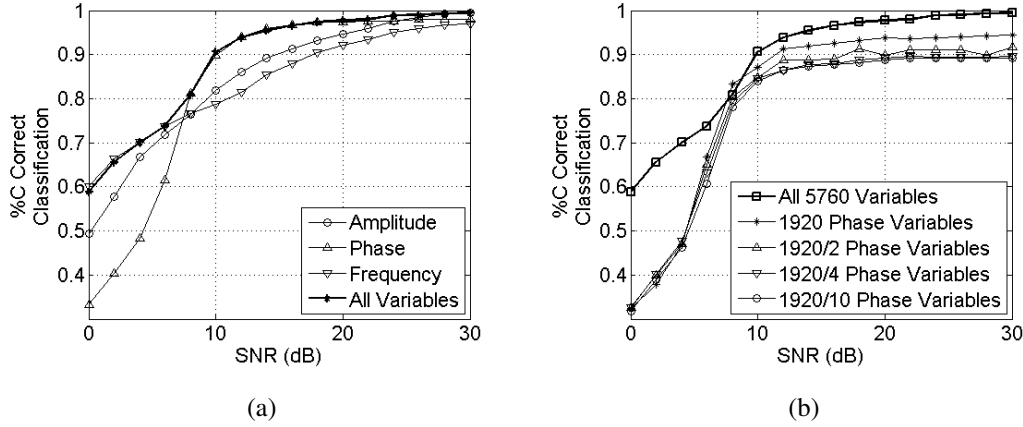 1
0.9
0.8
0.7
0.6
0.5
0.4
%C Correct
Classification
0
10
20
30
SNR (dB)
Amplitude
Phase
Frequency
All Variables
(a)
1
0.9
0.8
0.7
0.6
0.5
0.4
%C Correct
Classification
0
10
20
30
SNR (dB)
All 5760 Variables
1920 Phase Variables
1920/2 Phase Variables
1920/4 Phase Variables
1920/10 Phase Variables
(b)